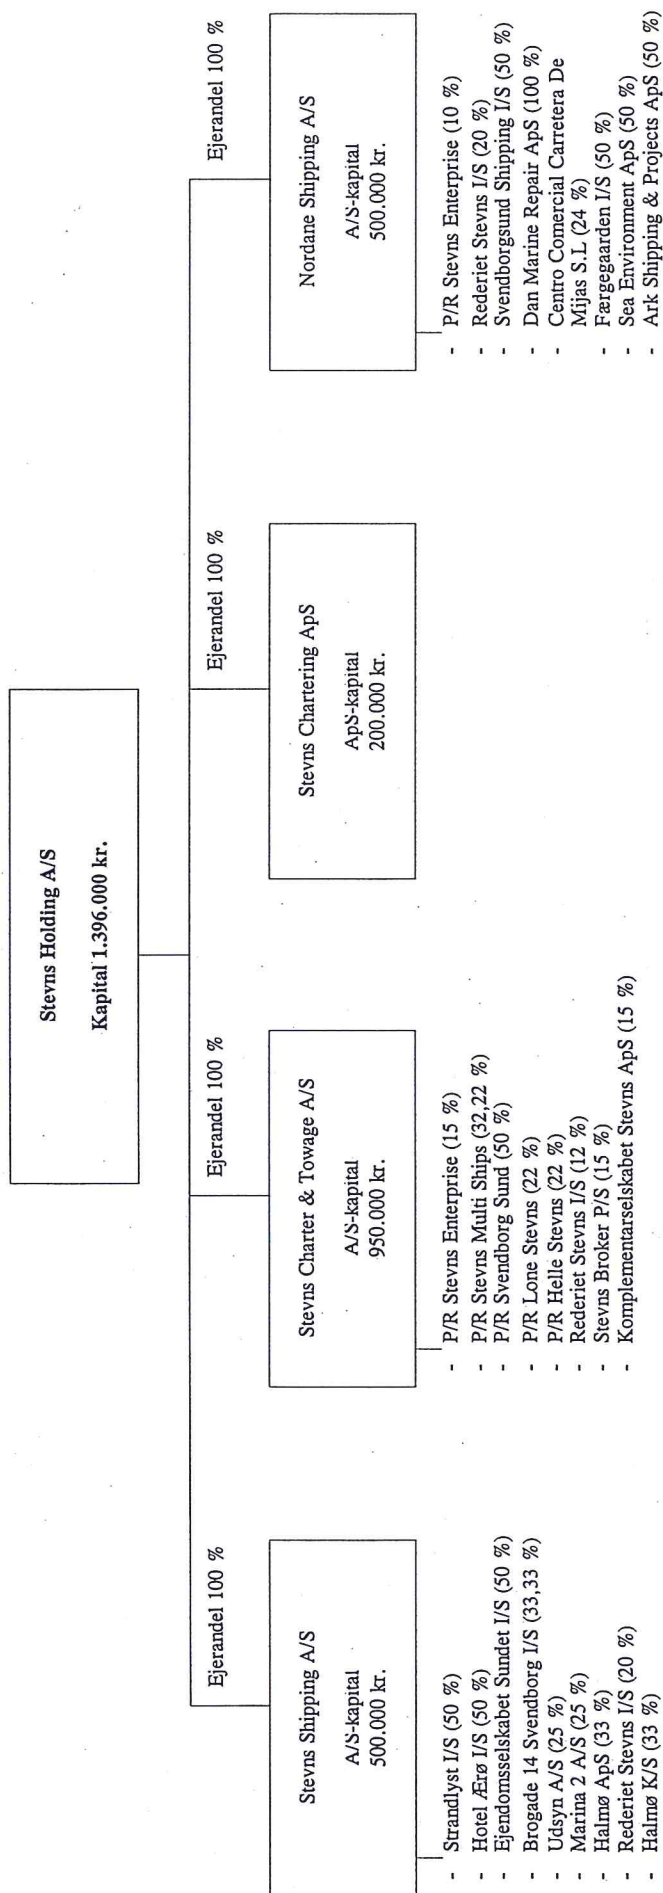 Stevns Holding A/S
Kapital 1.396.000 kr.
Ejerandel 100 %
Ejerandel 100 %
Ejerandel 100 %
Ejerandel 100 %
Stevns Shipping A/S
A/S-kapital
500.000 kr.
- Strandlyst I/S (50 %)
- Hotel Ærø I/S (50 %)
- Ejendomsselskabet Sundet I/S (50 %)
- Brogade 14 Svendborg I/S (33,33 %)
- Udsyn A/S (25 %)
- Marina 2 A/S (25 %)
- Halmø ApS (33 %)
- Rederiet Stevns I/S (20 %)
- Halmø K/S (33 %)
Stevns Charter & Towage A/S
A/S-kapital
950.000 kr.
- P/R Stevns Enterprise (15 %)
- P/R Stevns Multi Ships (32,22 %)
- P/R Svendborg Sund (50 %)
- P/R Lone Stevns (22 %)
- P/R Helle Stevns (22 %)
- Rederiet Stevns I/S (12 %)
- Stevns Broker P/S (15 %)
- Komplementarselskabet Stevns ApS (15 %)
Stevns Chartering ApS
ApS-kapital
200.000 kr.
Nordane Shipping A/S
A/S-kapital
500.000 kr.
- P/R Stevns Enterprise (10 %)
- Rederiet Stevns I/S (20 %)
- Svendborgsund Shipping I/S (50 %)
- Dan Marine Repair ApS (100 %)
- Centro Comercial Carretera De
Mijas S.L (24 %)
- Færgegaarden I/S (50 %)
- Sea Environment ApS (50 %)
- Ark Shipping & Projects ApS (50 %)